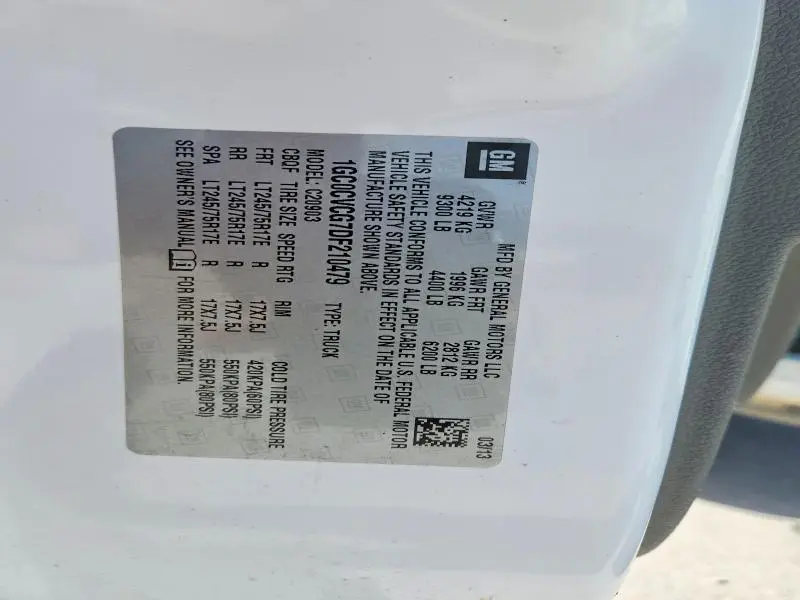 GM
MFD BY GENERAL MOTORS LLC 03/13
GVWR GAWR FRT GAWR RR
4219 KG 1996 KG 2812 KG
9300 LB 4400 LB 6200 LB
THIS VEHICLE CONFORMS TO ALL APPLICABLE U.S. FEDERAL MOTOR
VEHICLE SAFETY STANDARDS IN EFFECT ON THE DATE OF
MANUFACTURE SHOWN ABOVE.
1GC0CVCG7DF210479 TYPE: TRUCK
MODEL: C20903
CBQF TIRE SIZE SPEED RTG RIM COLD TIRE PRESSURE
FRT LT245/75R17E R 17X7.5J 420KPA(60PSI)
RR LT245/75R17E R 17X7.5J 550KPA(80PSI)
SPA LT245/75R17E R 17X7.5J 550KPA(80PSI)
SEE OWNER'S MANUAL FOR MORE INFORMATION.